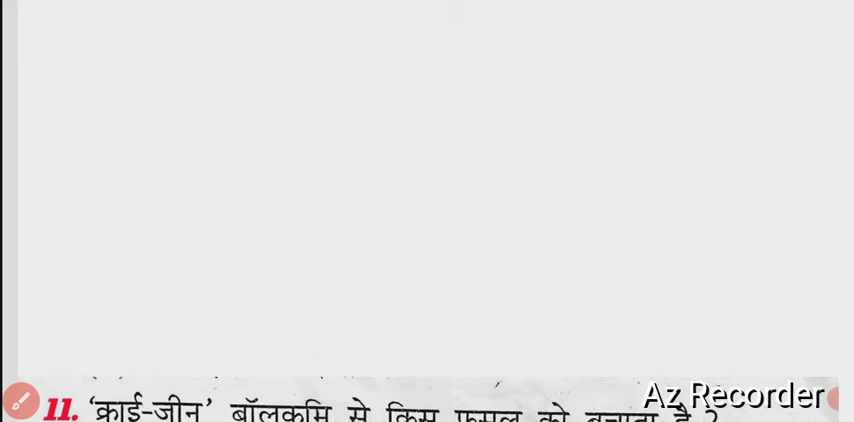 Az Recorder
11. ‘क्राई-जीन’ बॉलकृमि से किस फसल को बचाता है ?